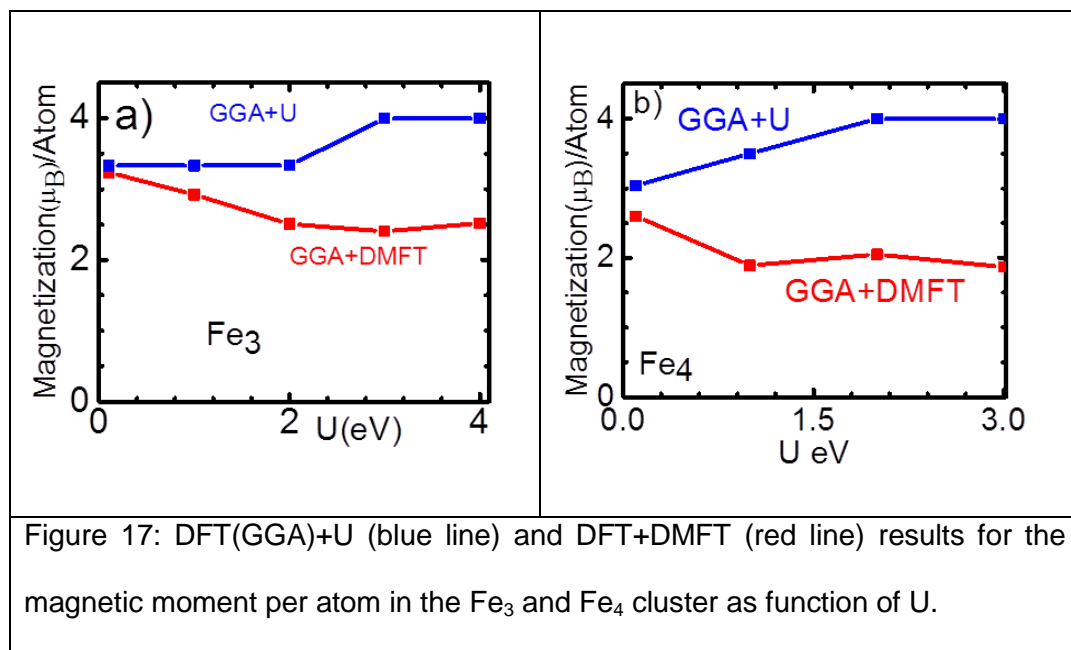 a)
GGA+U
GGA+DMFT
Fe3
Magnetization(μB)/Atom
4
2
0
0 2 4
U(eV)
b)
GGA+U
GGA+DMFT
Fe4
Magnetization(μB)/Atom
4
2
0
0.0 1.5 3.0
U eV
Figure 17: DFT(GGA)+U (blue line) and DFT+DMFT (red line) results for the
magnetic moment per atom in the Fe3 and Fe4 cluster as function of U.